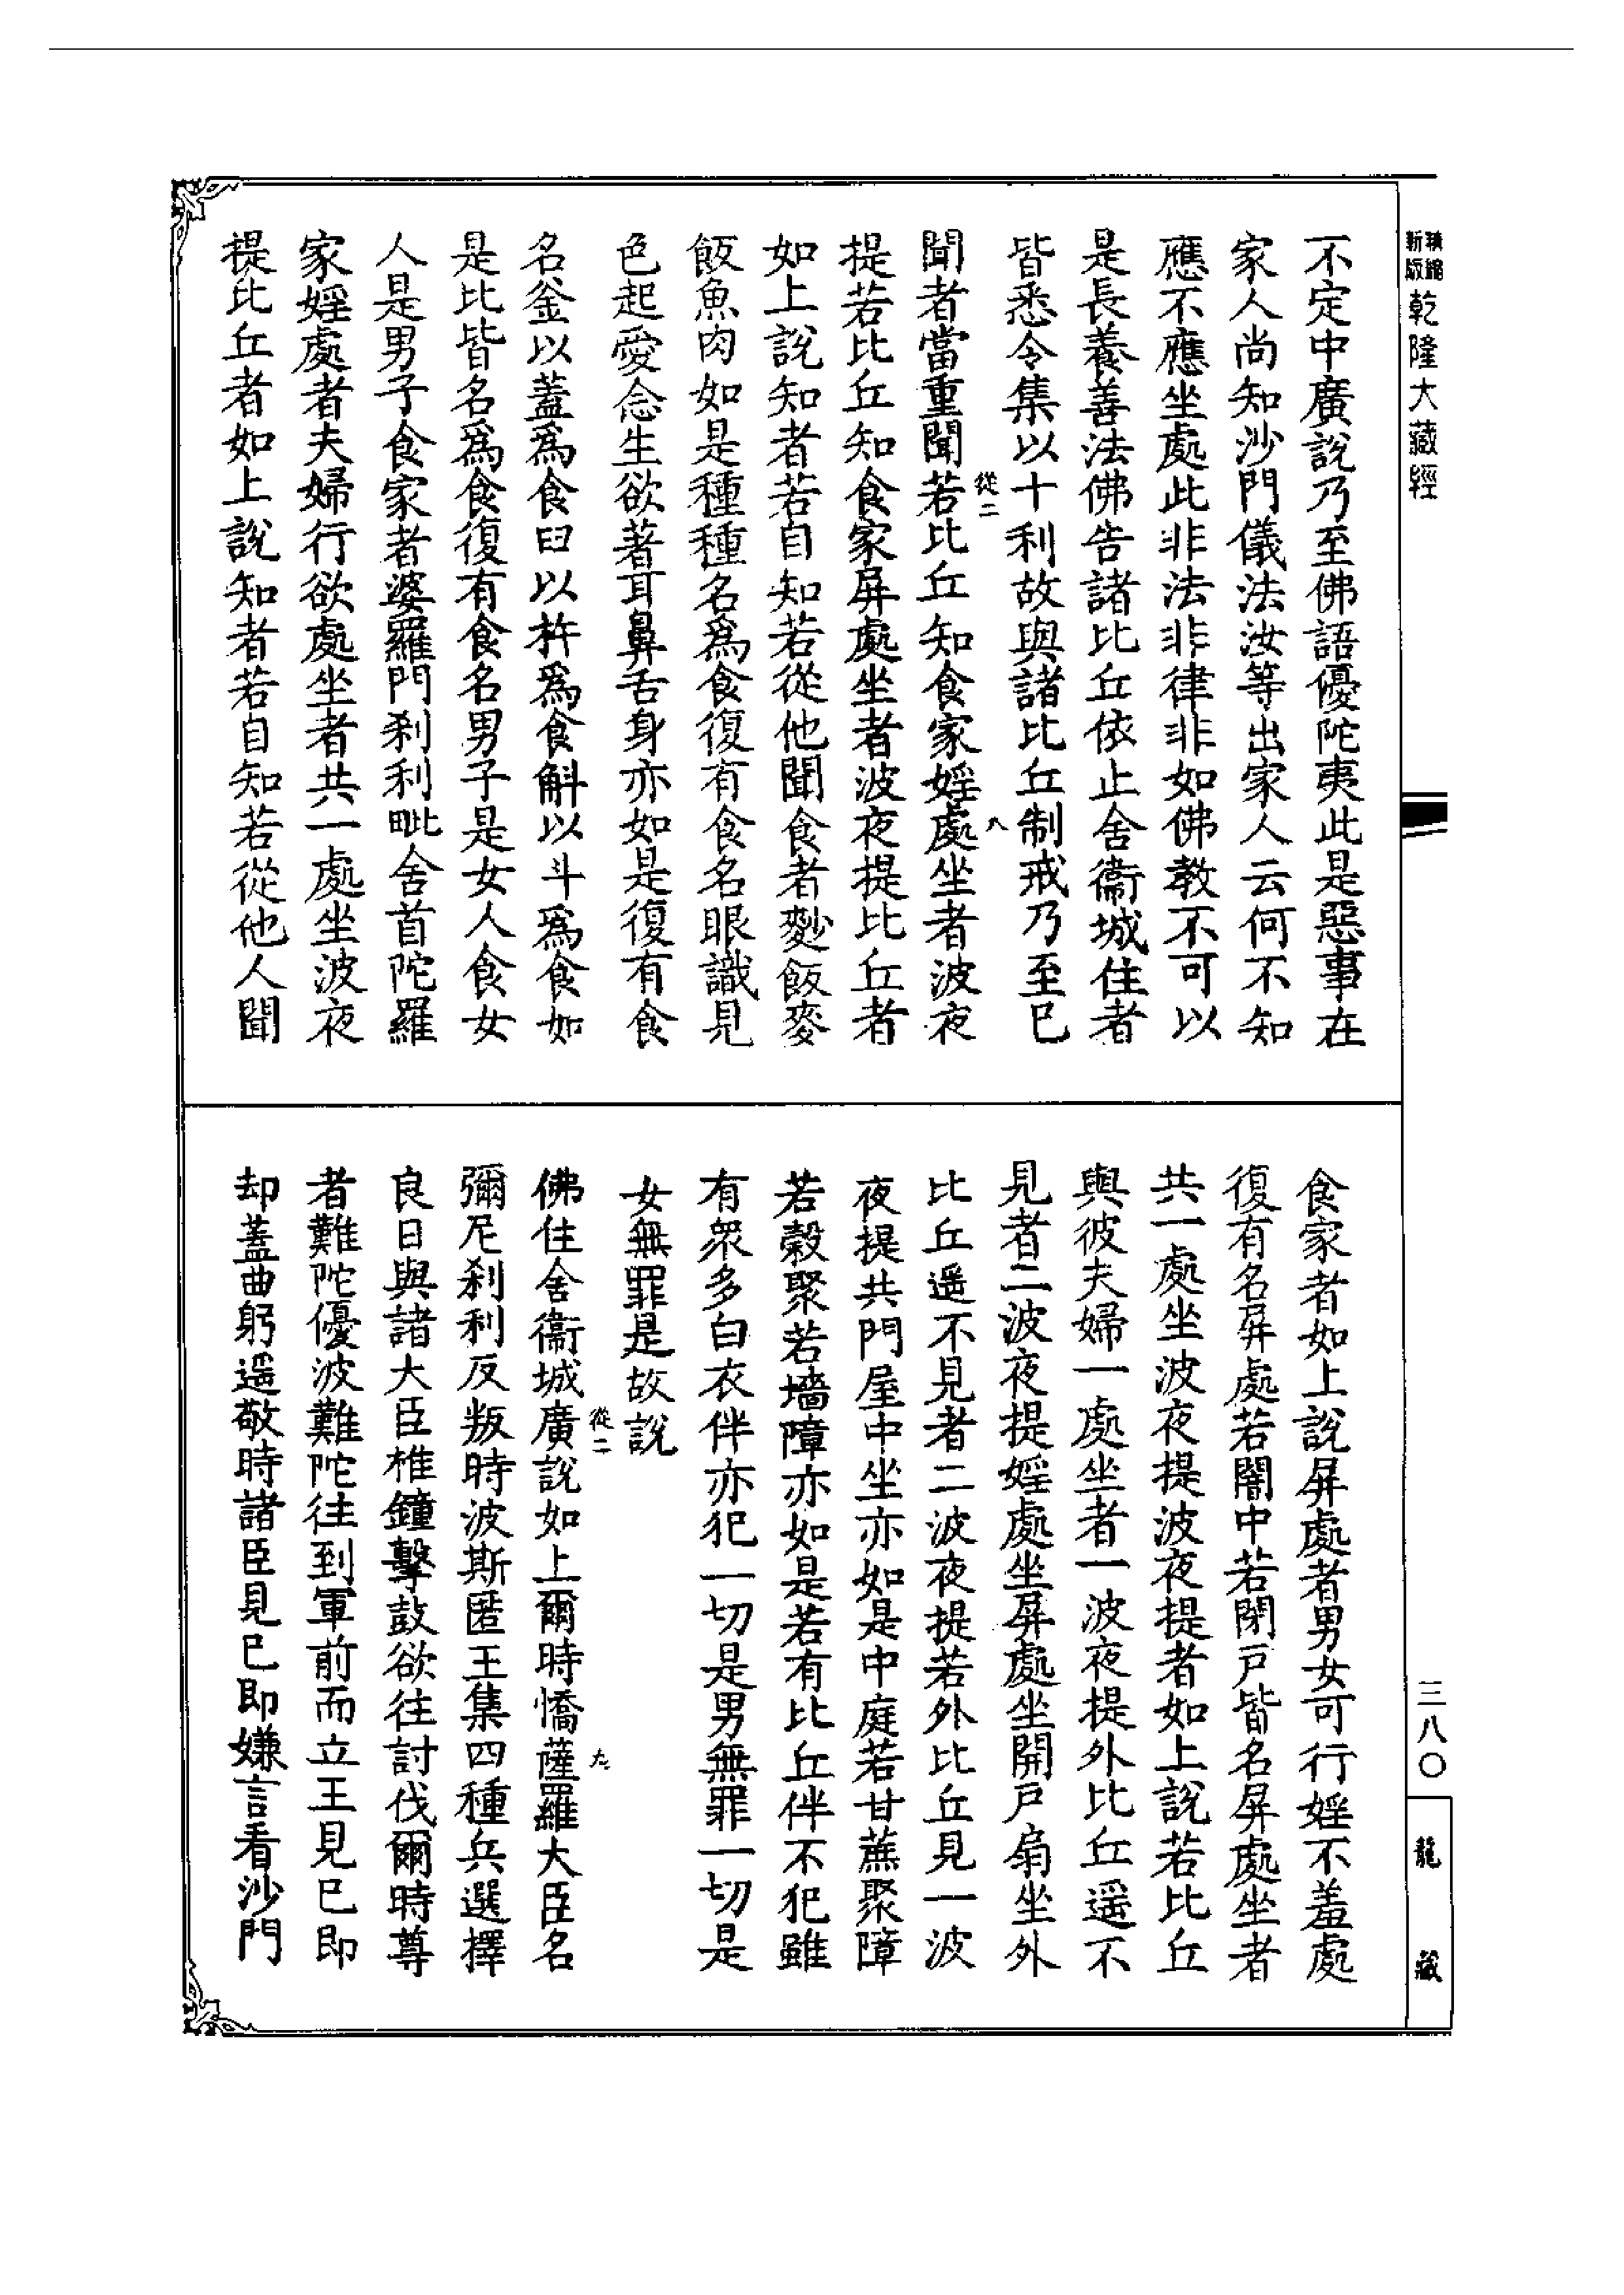 新縮
新版
乾隆大藏經
不定中廣說乃至佛語優陀夷此是惡事在
家人尚知沙門儀法汝等出家人云何不知
應不應坐處此非法非律非如佛教不可以
是長養善法佛告諸比丘依止舍衞城住者
皆悉令集以十利故與諸比丘制戒乃至已
從二
八
聞者當重聞若比丘知食家婬處坐者波夜
提若比丘知食家屏處坐者波夜提比丘者
如上說知者若自知若從他聞食者麨飯麥
飯魚肉如是種種名爲食復有食名眼識見
色起愛念生欲著耳鼻舌身亦如是復有食
名釜以蓋爲食臼以杵爲食斛以斗爲食如
是比皆名爲食復有食名男子是女人食女
人是男子食家者婆羅門刹利毗舍首陀羅
家婬處者夫婦行欲處坐者共一處坐波夜
提比丘者如上說知者若自知若從他人聞
食家者如上說屏處者男女可行婬不羞處
復有名屏處若闇中若閉戸皆名屏處坐者
共一處坐波夜提波夜提者如上說若比丘
與彼夫婦一處坐者一波夜提外比丘遥不
見者二波夜提婬處坐屏處坐開戸扇坐外
比丘遥不見者二波夜提若外比丘見一波
夜提共門屋中坐亦如是中庭若甘蔗聚障
若穀聚若墻障亦如是若有比丘伴不犯雖
有衆多白衣伴亦犯一切是男無罪一切是
女無罪是故說
從二
九
佛住舍衞城廣說如上爾時憍薩羅大臣名
彌尼刹利反叛時波斯匿王集四種兵選擇
良日與諸大臣椎鐘擊鼓欲往討伐爾時尊
者難陀優波難陀往到軍前而立王見已即
却蓋曲躬遥敬時諸臣見已即嫌言看沙門
三八〇
龍藏